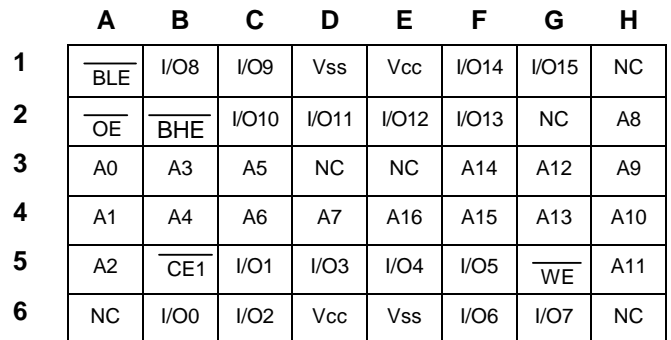 A B C D E F G H
1 BLE I/O8 I/O9 Vss Vcc I/O14 I/O15 NC
2 OE BHE I/O10 I/O11 I/O12 I/O13 NC A8
3 A0 A3 A5 NC NC A14 A12 A9
4 A1 A4 A6 A7 A16 A15 A13 A10
5 A2 CE1 I/O1 I/O3 I/O4 I/O5 WE A11
6 NC I/O0 I/O2 Vcc Vss I/O6 I/O7 NC